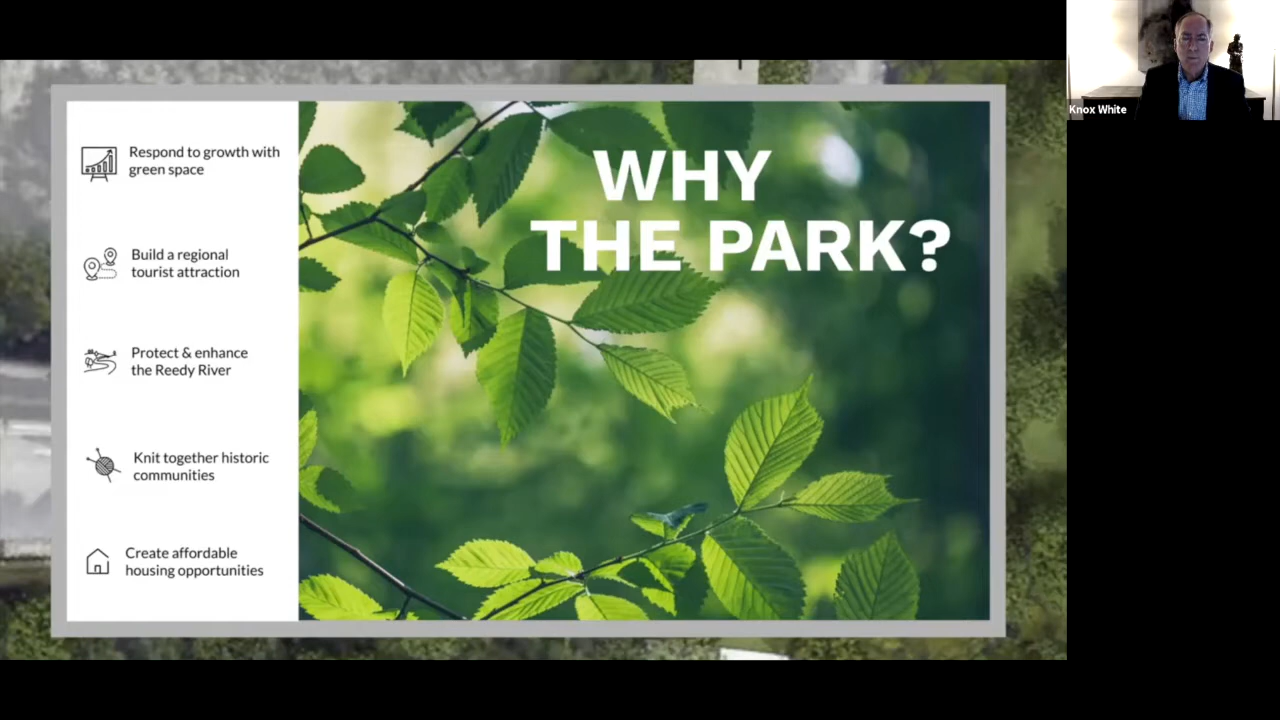 Respond to growth with
green space
Build a regional
tourist attraction
Protect & enhance
the Reedy River
Knit together historic
communities
Create affordable
housing opportunities
WHY
THE PARK?
Knox White